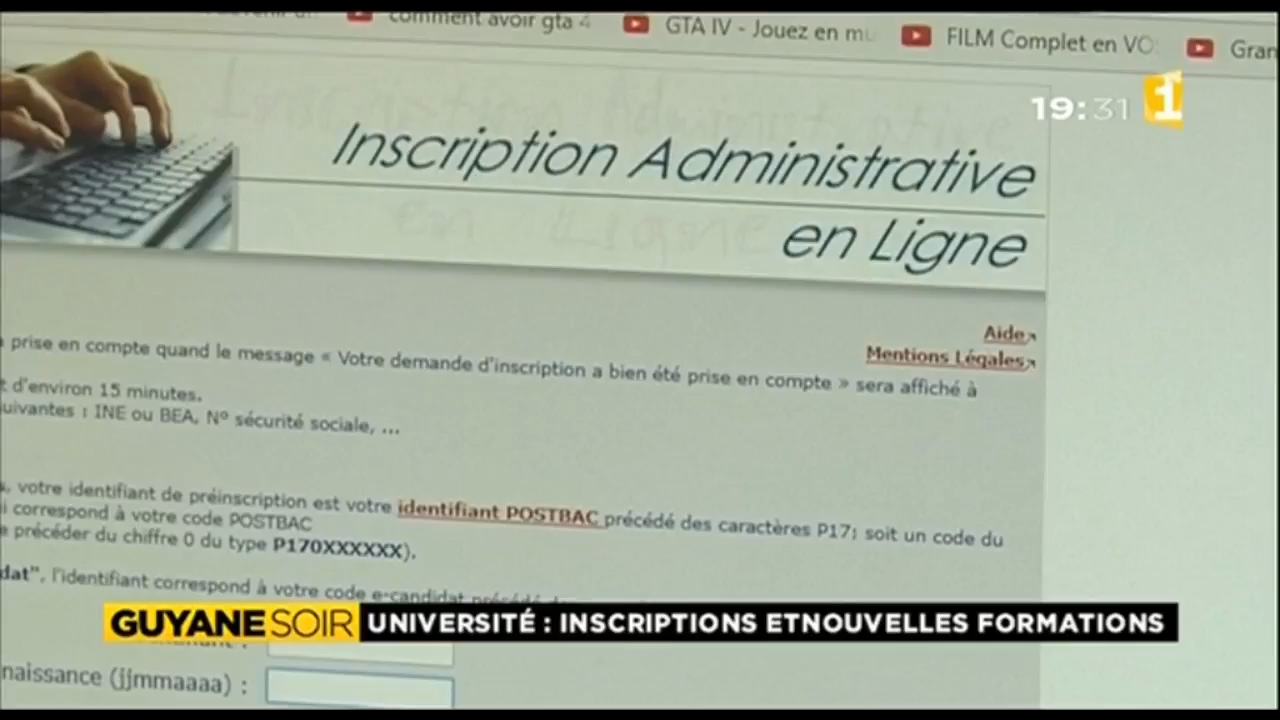 comment avoir gta 4
GTA IV - Jouez en mu
FILM Complet en VO
Gran
19:31
1
Inscription Administrative
en Ligne
Aide
Mentions Légales
prise en compte quand le message « Votre demande d'inscription a bien été prise en compte » sera affiché à
t d'environ 15 minutes.
uivantes : INE ou BEA, N° sécurité sociale, ...
, votre identifiant de préinscription est votre identifiant POSTBAC précédé des caractères P17; soit un code du
i correspond à votre code POSTBAC
e précéder du chiffre 0 du type P170XXXXXX).
dat", l'identifiant correspond à votre code e-candidat précédé
GUYANE SOIR UNIVERSITÉ : INSCRIPTIONS ETNOUVELLES FORMATIONS
naissance (jjmmaaaa) :